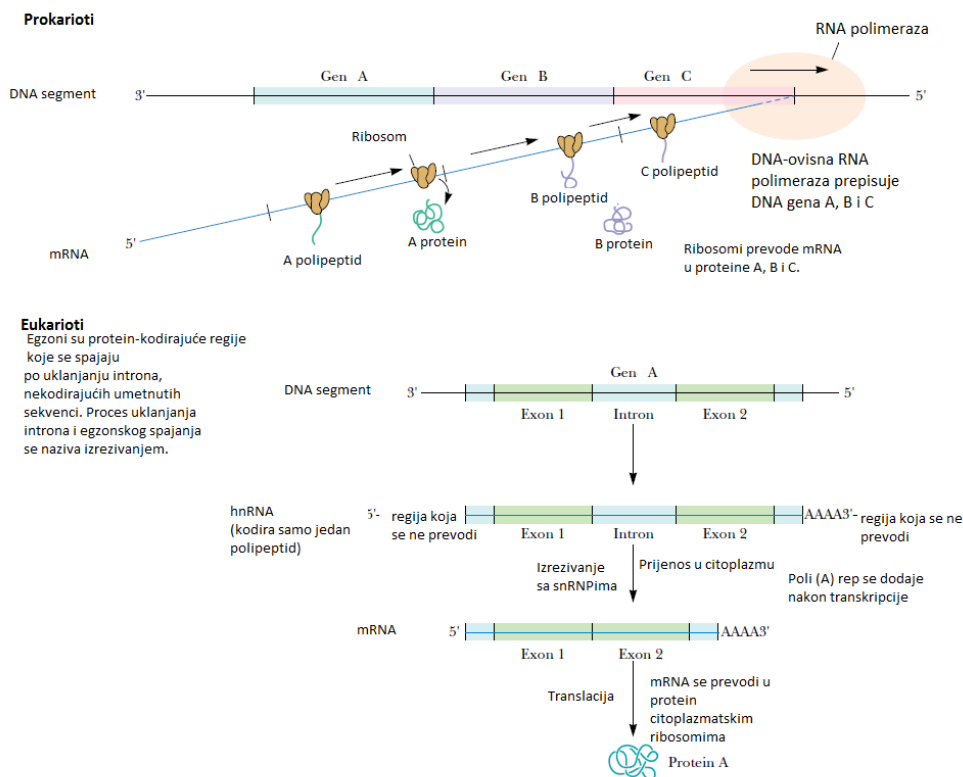 Prokarioti
RNA polimeraza
Gen A
Gen B
Gen C
DNA segment
3'
5'
Ribosom
C polipeptid
B polipeptid
DNA-ovisna RNA
polimeraza prepisuje
DNA gena A, B i C
5'
mRNA
A polipeptid
A protein
B protein
Ribosomi prevode mRNA
u proteine A, B i C.
Eukarioti
Egzoni su protein-kodirajuće regije
koje se spajaju
po uklanjanju introna,
nekodirajućih umetnutih
sekvenci. Proces uklanjanja
introna i egzonskog spajanja
se naziva izrezivanjem.
Gen A
DNA segment
3'
5'
Exon 1
Intron
Exon 2
hnRNA
(kodira samo jedan
polipeptid)
5'-
regija koja
se ne prevodi
AAAA3'-
regija koja se ne
prevodi
Exon 1
Intron
Exon 2
Izrezivanje
sa snRNPima
Prijenos u citoplazmu
Poli (A) rep se dodaje
nakon transkripcije
mRNA
5'
AAAA3'
Exon 1
Exon 2
Translacija
mRNA se prevodi u
protein
citoplazmatskim
ribosomima
Protein A